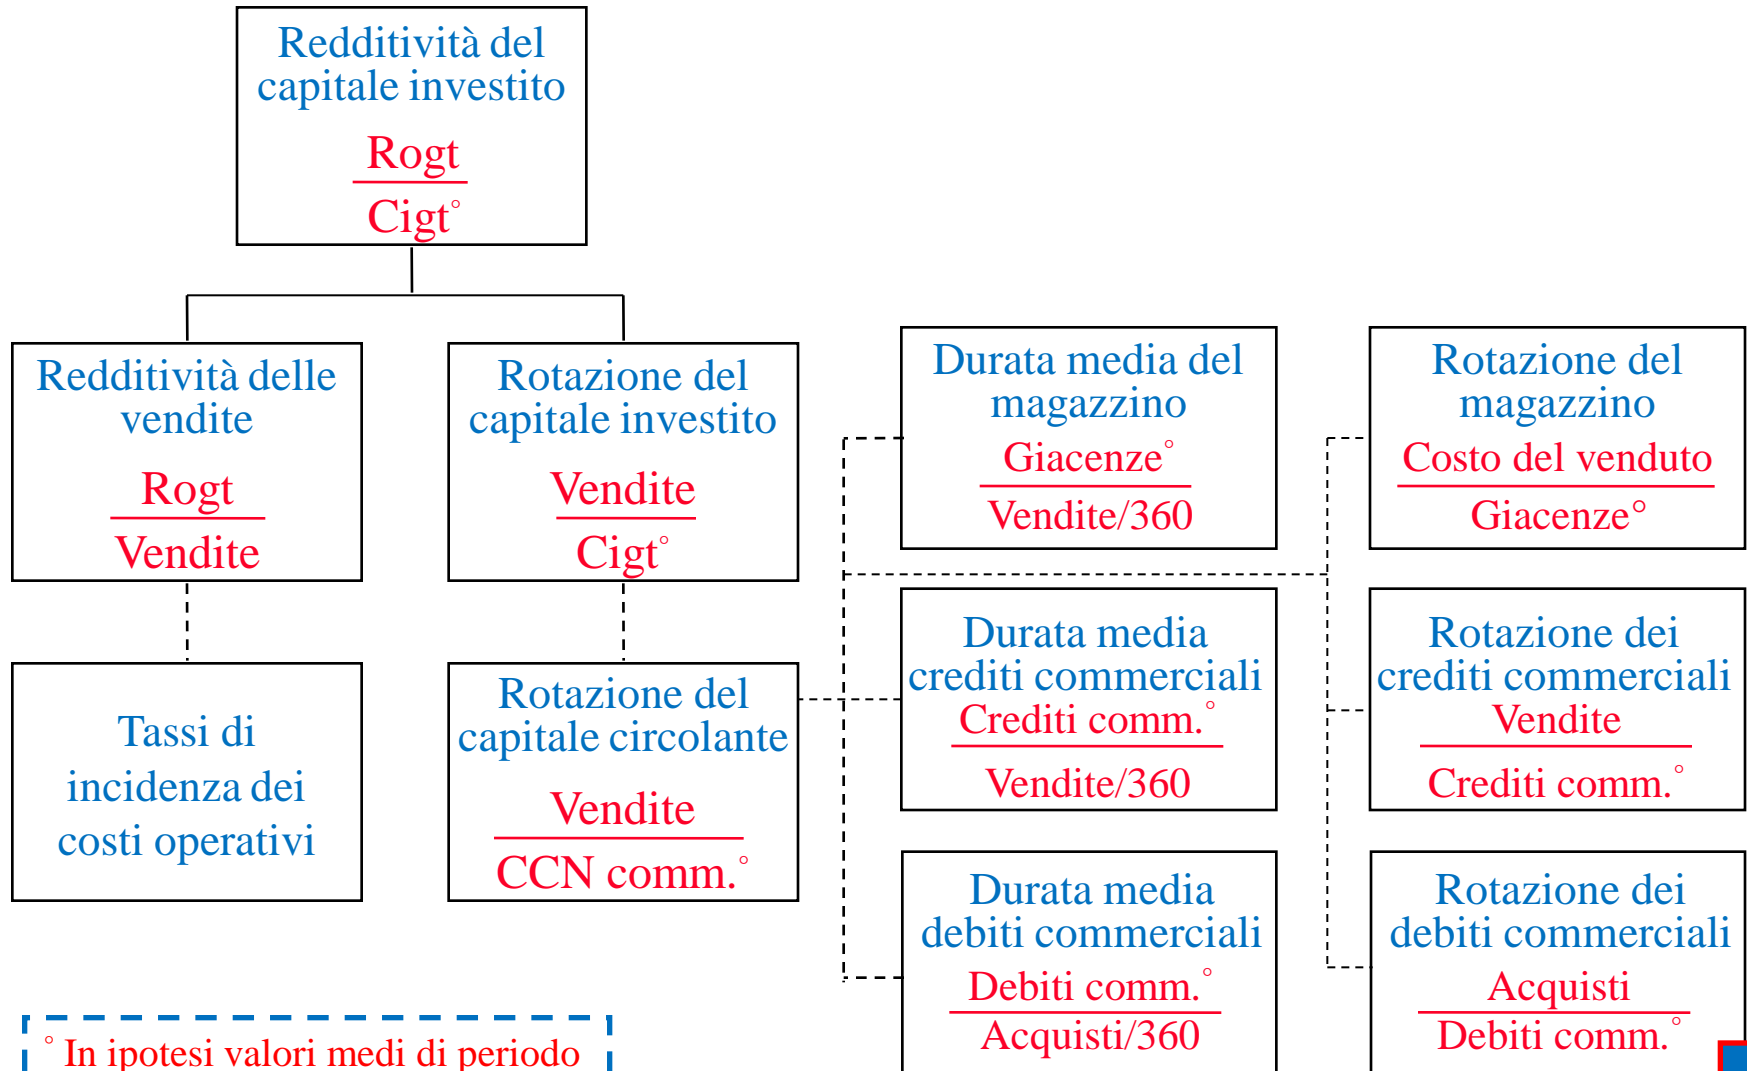 Redditività del
capitale investito
Rogt
Cigt°
Redditività delle
vendite
Rogt
Vendite
Rotazione del
capitale investito
Vendite
Cigt°
Durata media del
magazzino
Giacenze°
Vendite/360
Rotazione del
magazzino
Costo del venduto
Giacenze°
Tassi di
incidenza dei
costi operativi
Rotazione del
capitale circolante
Vendite
CCN comm.°
Durata media
crediti commerciali
Crediti comm.°
Vendite/360
Rotazione dei
crediti commerciali
Vendite
Crediti comm.°
Durata media
debiti commerciali
Debiti comm.°
Acquisti/360
Rotazione dei
debiti commerciali
Acquisti
Debiti comm.°
° In ipotesi valori medi di periodo